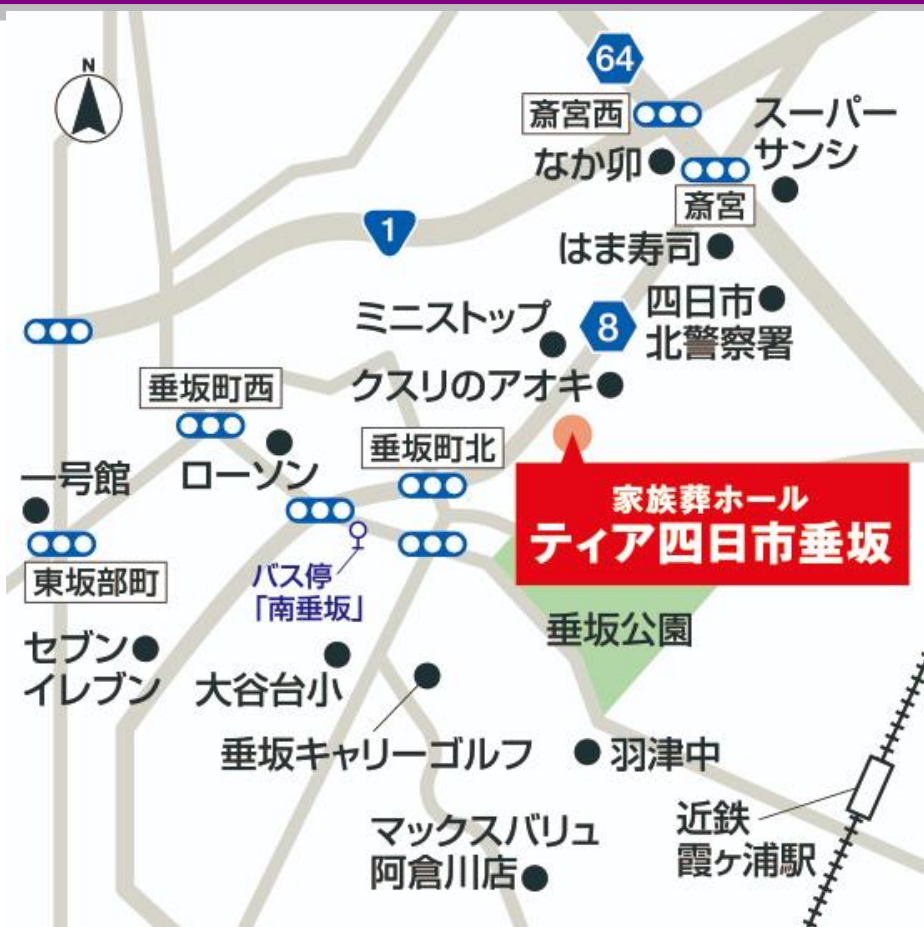 N
64
斎宮西
スーパー
サンシ
なか卯
斎宮
1
はま寿司
ミニストップ
8
四日市
北警察署
クスリのアオキ
垂坂町西
ローソン
垂坂町北
一号館
家族葬ホール
ティア四日市垂坂
東坂部町
バス停
「南垂坂」
垂坂公園
セブン
イレブン
大谷台小
垂坂キャリーゴルフ
羽津中
マックスバリュ
阿倉川店
近鉄
霞ヶ浦駅